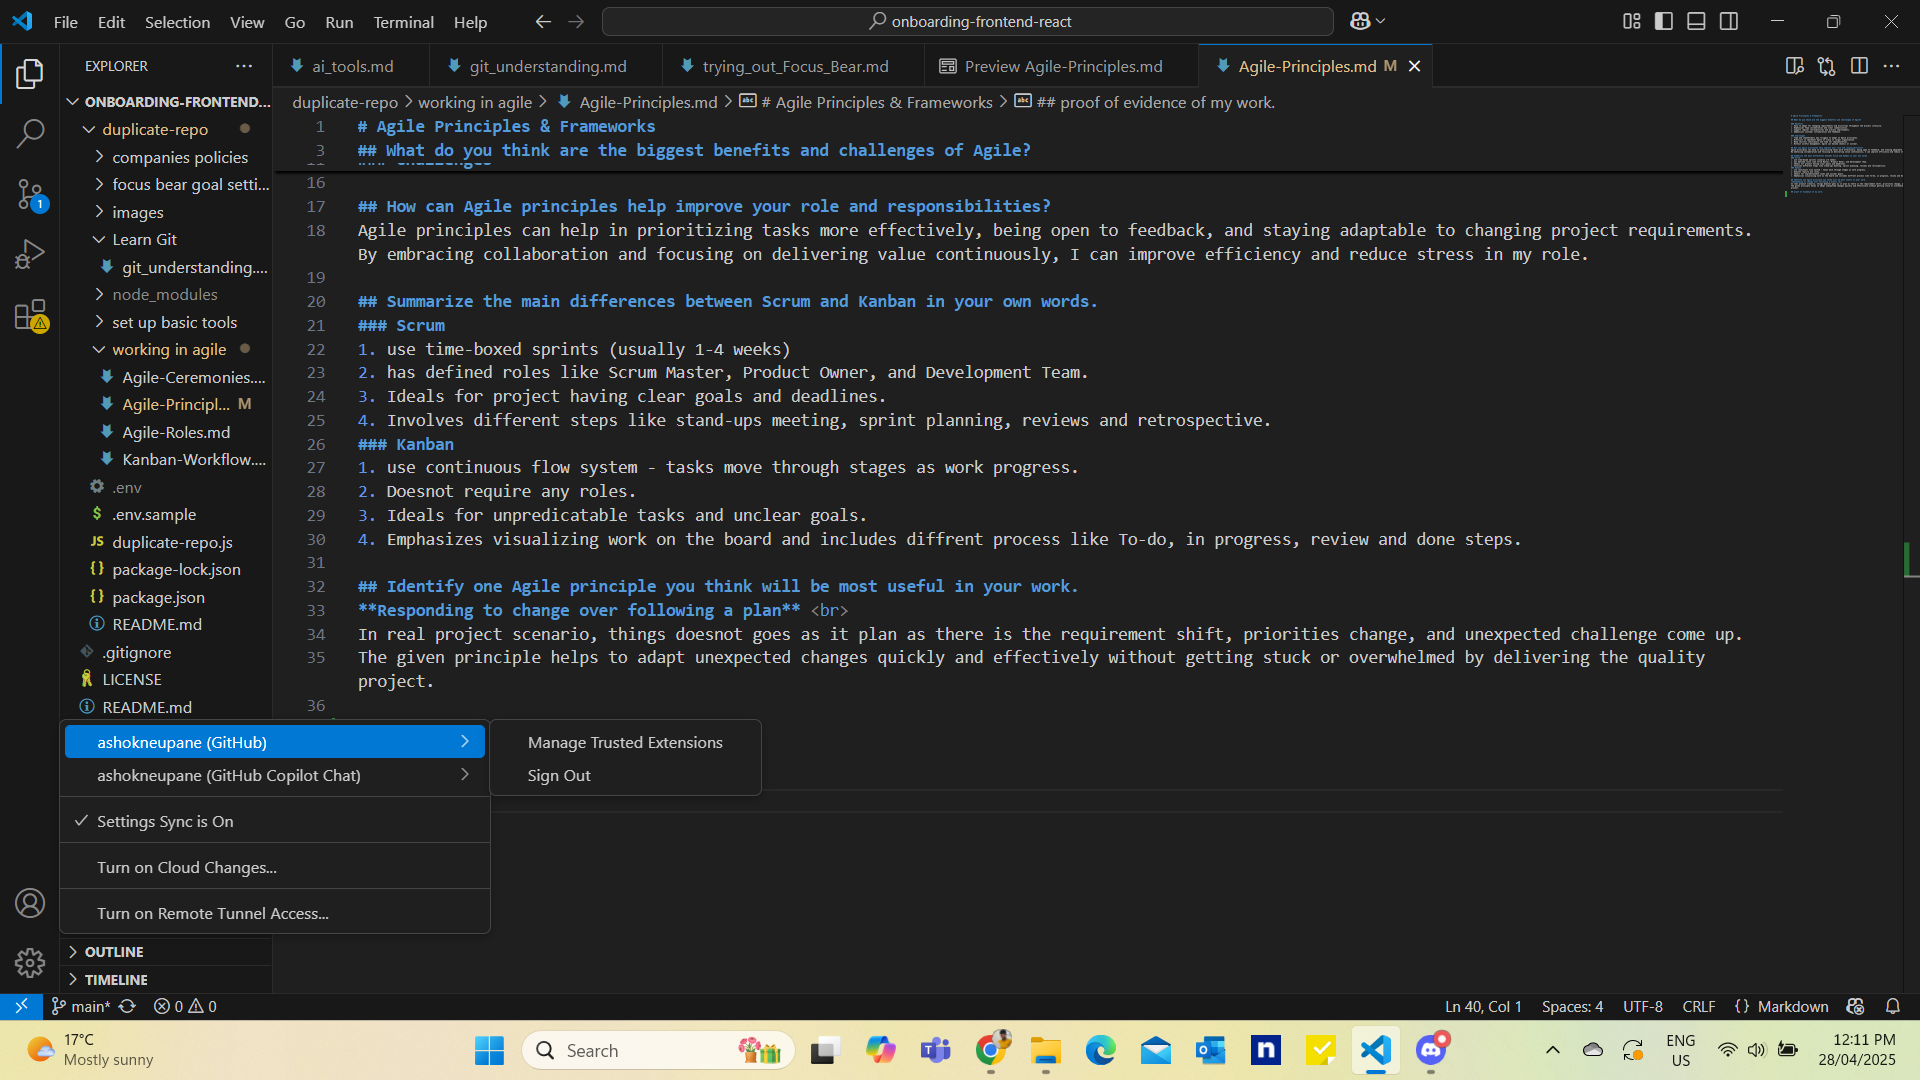 File Edit Selection View Go Run Terminal Help
onboarding-frontend-react
EXPLORER
ai_tools.md
git_understanding.md
trying_out_Focus_Bear.md
Preview Agile-Principles.md
Agile-Principles.md M
ONBOARDING-FRONTEND...
duplicate-repo > working in agile > Agile-Principles.md > # Agile Principles & Frameworks > ## proof of evidence of my work.
duplicate-repo
companies policies
focus bear goal setti...
images
Learn Git
git_understanding....
node_modules
set up basic tools
working in agile
Agile-Ceremonies....
Agile-Principl... M
Agile-Roles.md
Kanban-Workflow....
.env
.env.sample
JS duplicate-repo.js
package-lock.json
package.json
README.md
.gitignore
LICENSE
README.md
1 # Agile Principles & Frameworks
3 ## What do you think are the biggest benefits and challenges of Agile?
16
17 ## How can Agile principles help improve your role and responsibilities?
18 Agile principles can help in prioritizing tasks more effectively, being open to feedback, and staying adaptable to changing project requirements.
By embracing collaboration and focusing on delivering value continuously, I can improve efficiency and reduce stress in my role.
19
20 ## Summarize the main differences between Scrum and Kanban in your own words.
21 ### Scrum
22 1. use time-boxed sprints (usually 1-4 weeks)
23 2. has defined roles like Scrum Master, Product Owner, and Development Team.
24 3. Ideals for project having clear goals and deadlines.
25 4. Involves different steps like stand-ups meeting, sprint planning, reviews and retrospective.
26 ### Kanban
27 1. use continuous flow system - tasks move through stages as work progress.
28 2. Doesnot require any roles.
29 3. Ideals for unpredicatable tasks and unclear goals.
30 4. Emphasizes visualizing work on the board and includes diffrent process like To-do, in progress, review and done steps.
31
32 ## Identify one Agile principle you think will be most useful in your work.
33 **Responding to change over following a plan** <br>
34 In real project scenario, things doesnot goes as it plan as there is the requirement shift, priorities change, and unexpected challenge come up.
35 The given principle helps to adapt unexpected changes quickly and effectively without getting stuck or overwhelmed by delivering the quality
project.
36
ashokneupane (GitHub)
ashokneupane (GitHub Copilot Chat)
Settings Sync is On
Turn on Cloud Changes...
Turn on Remote Tunnel Access...
Manage Trusted Extensions
Sign Out
OUTLINE
TIMELINE
main* 0 0
Ln 40, Col 1 Spaces: 4 UTF-8 CRLF {} Markdown
17°C
Mostly sunny
Search
ENG
US
12:11 PM
28/04/2025